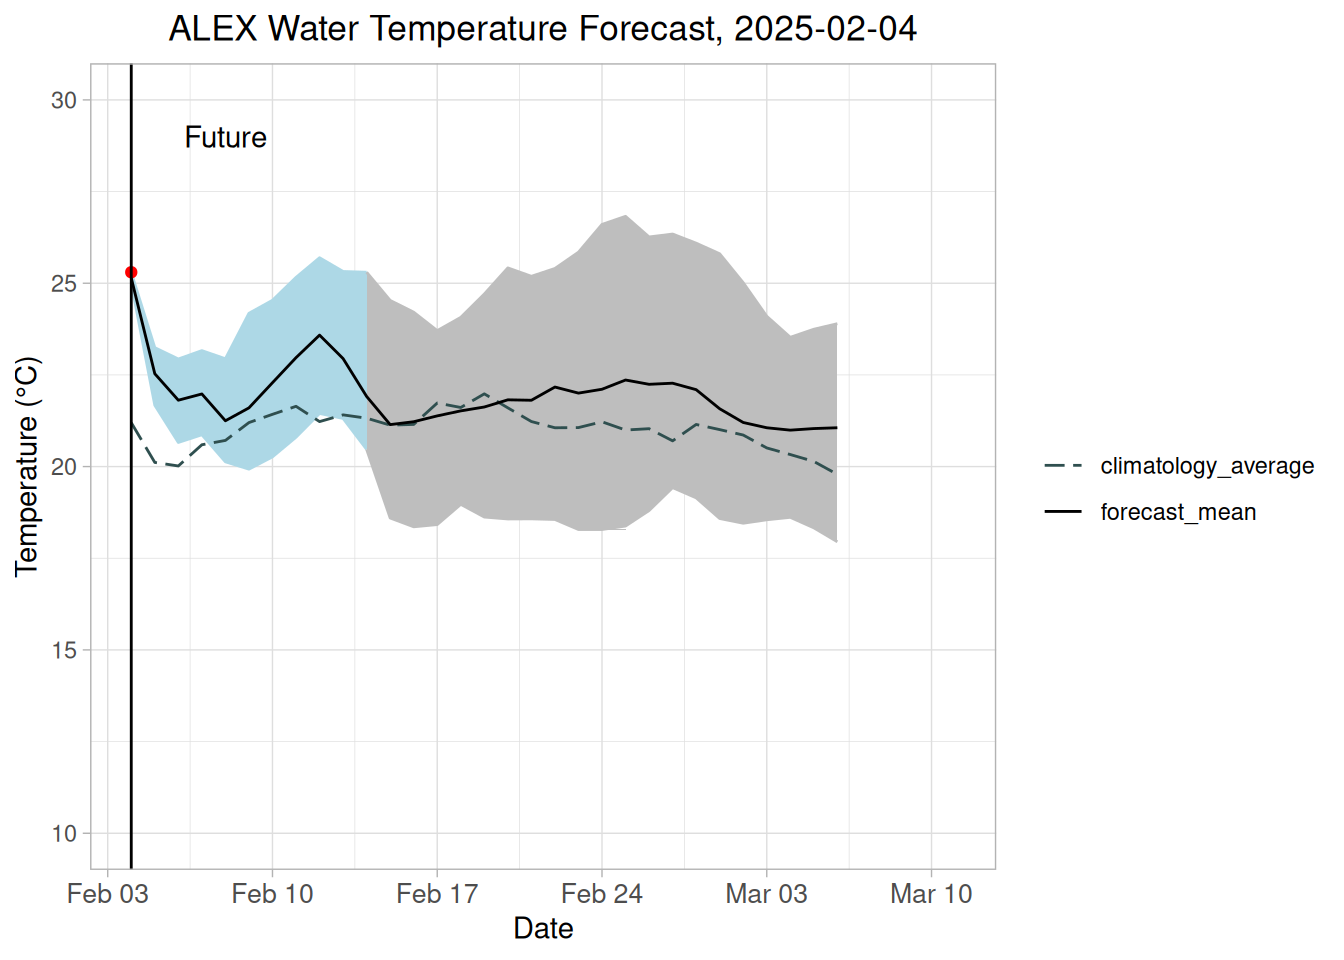 ALEX Water Temperature Forecast, 2025-02-04
30
25
20
15
10
Temperature (°C)
Future
Feb 03
Feb 10
Feb 17
Feb 24
Mar 03
Mar 10
Date
climatology_average
forecast_mean